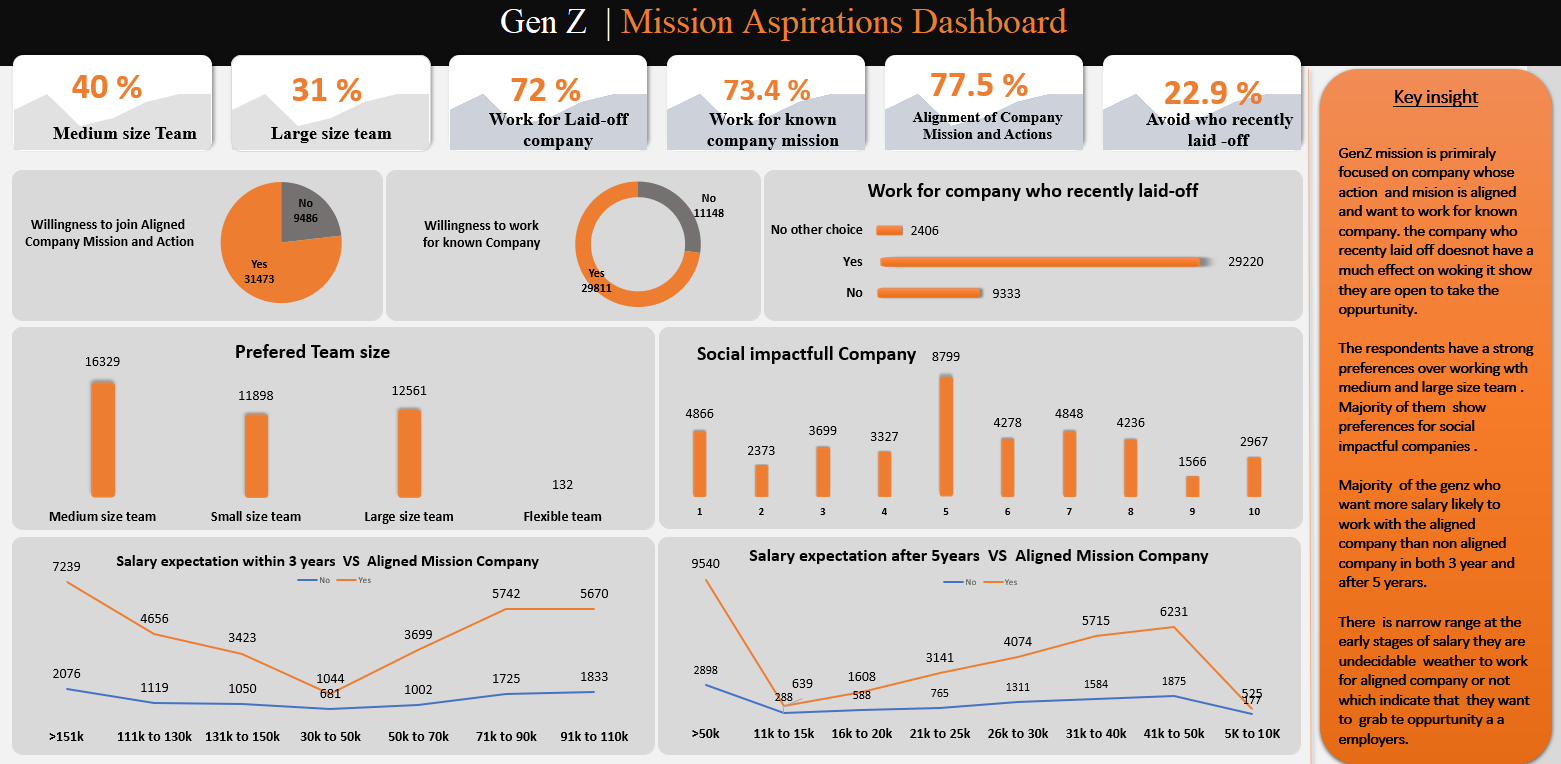 Gen Z | Mission Aspirations Dashboard
40 %
Medium size Team
31 %
Large size team
72 %
Work for Laid-off
company
73.4 %
Work for known
company mission
77.5 %
Alignment of Company
Mission and Actions
22.9 %
Avoid who recently
laid -off
Willingness to join Aligned
Company Mission and Action
No
9486
Yes
31473
Willingness to work
for known Company
No
11148
Yes
29811
Work for company who recently laid-off
No other choice 2406
Yes 29220
No 9333
Prefered Team size
16329
11898
12561
132
Medium size team Small size team Large size team Flexible team
Social impactfull Company
4866
2373
3699
3327
8799
4278
4848
4236
1566
2967
1 2 3 4 5 6 7 8 9 10
Salary expectation within 3 years VS Aligned Mission Company
No Yes
7239
4656
3423
1044
3699
5742
5670
2076
1119
1050
681
1002
1725
1833
>151k 111k to 130k 131k to 150k 30k to 50k 50k to 70k 71k to 90k 91k to 110k
Salary expectation after 5years VS Aligned Mission Company
No Yes
9540
639
1608
3141
4074
5715
6231
525
2898
288
588
765
1311
1584
1875
177
>50k 11k to 15k 16k to 20k 21k to 25k 26k to 30k 31k to 40k 41k to 50k 5K to 10K
Key insight
GenZ mission is primiraly
focused on company whose
action and mision is aligned
and want to work for known
company. the company who
recenty laid off doesnot have a
much effect on woking it show
they are open to take the
oppurtunity.
The respondents have a strong
preferences over working wth
medium and large size team .
Majority of them show
preferences for social
impactful companies .
Majority of the genz who
want more salary likely to
work with the aligned
company than non aligned
company in both 3 year and
after 5 yerars.
There is narrow range at the
early stages of salary they are
undecidable weather to work
for aligned company or not
which indicate that they want
to grab te oppurtunity a a
employers.